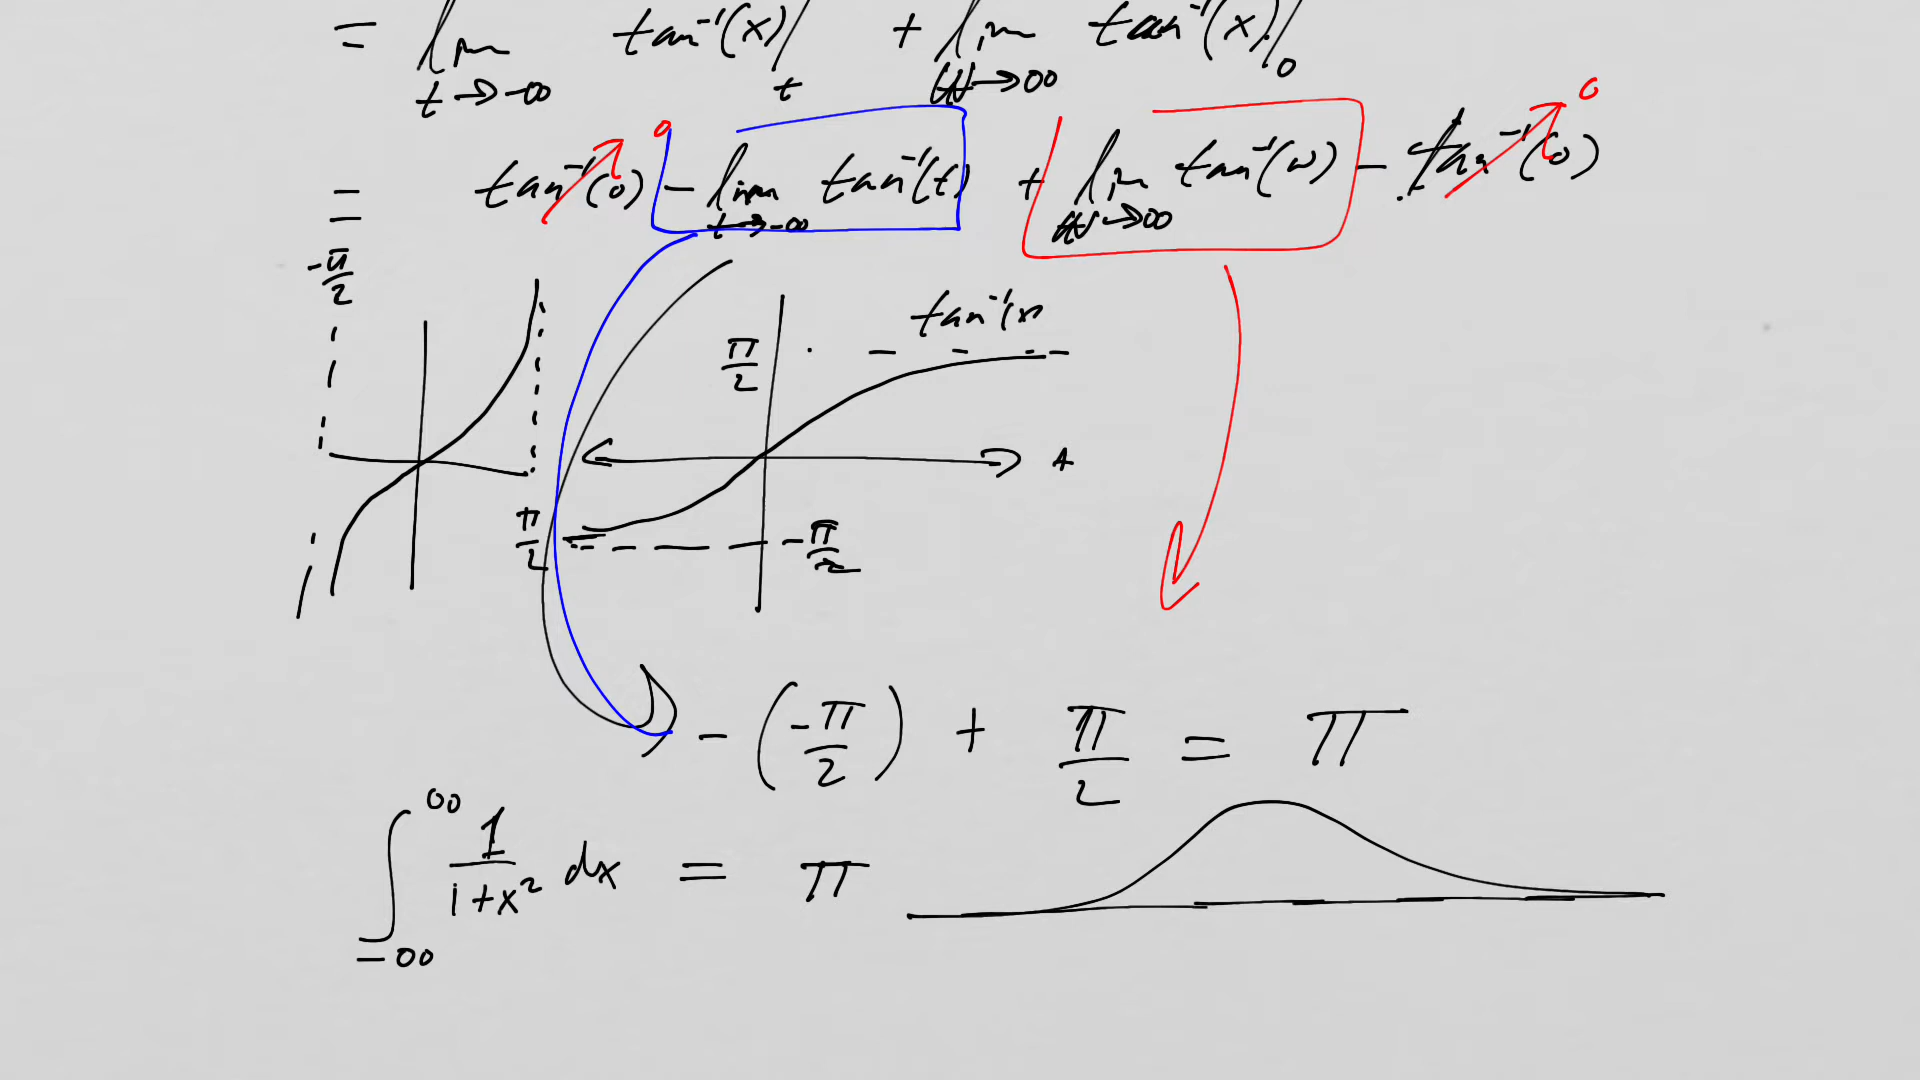 = lim t→-∞ tan⁻¹(x)|t + lim w→∞ tan⁻¹(x)|0
= tan⁻¹(0) 0 - lim t→-∞ tan⁻¹(t) + lim w→∞ tan⁻¹(w) - tan⁻¹(0) 0
-π/2
tan⁻¹(x)
π/2
π/2
-π/2
-(-π/2) + π/2 = π
∫_{-∞}^{∞} 1/(1+x²) dx = π